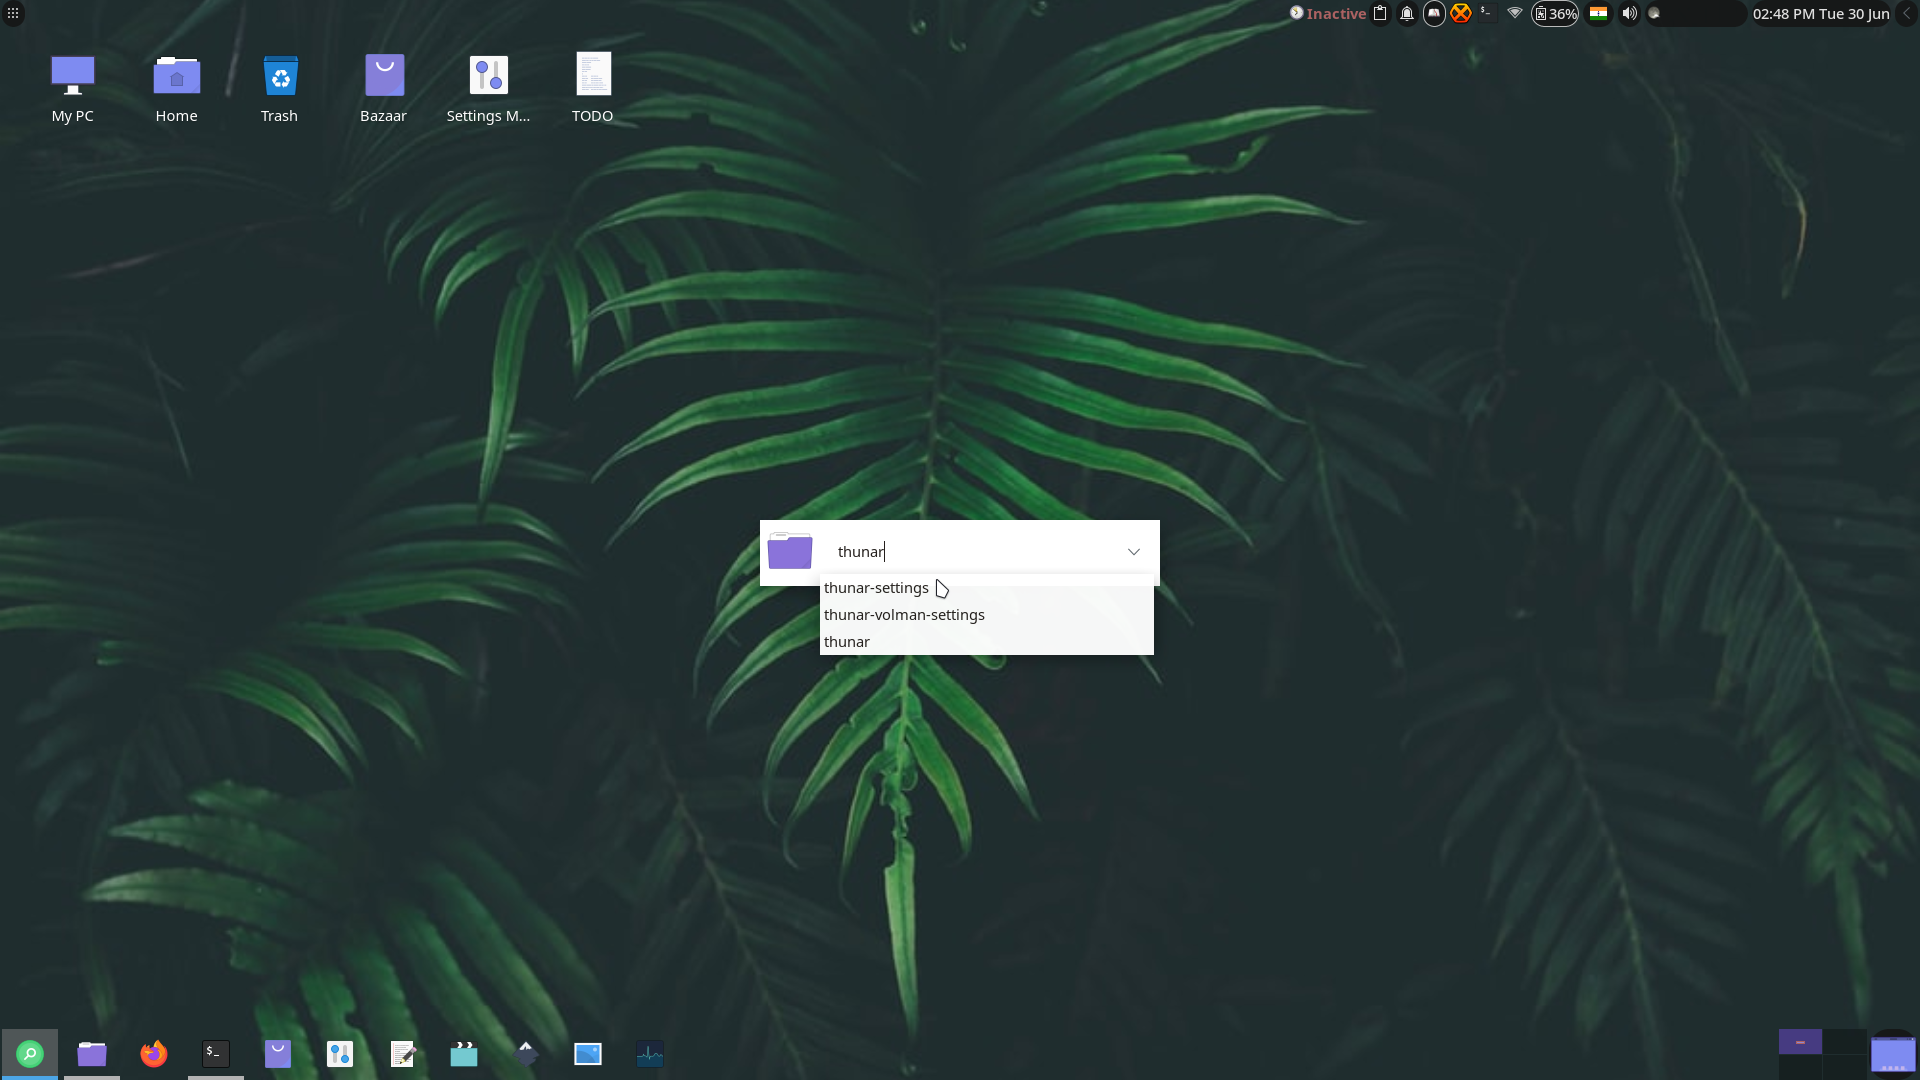 Inactive
36%
02:48 PM Tue 30 Jun
My PC
Home
Trash
Bazaar
Settings M...
TODO
thunar
thunar-settings
thunar-volman-settings
thunar
$_